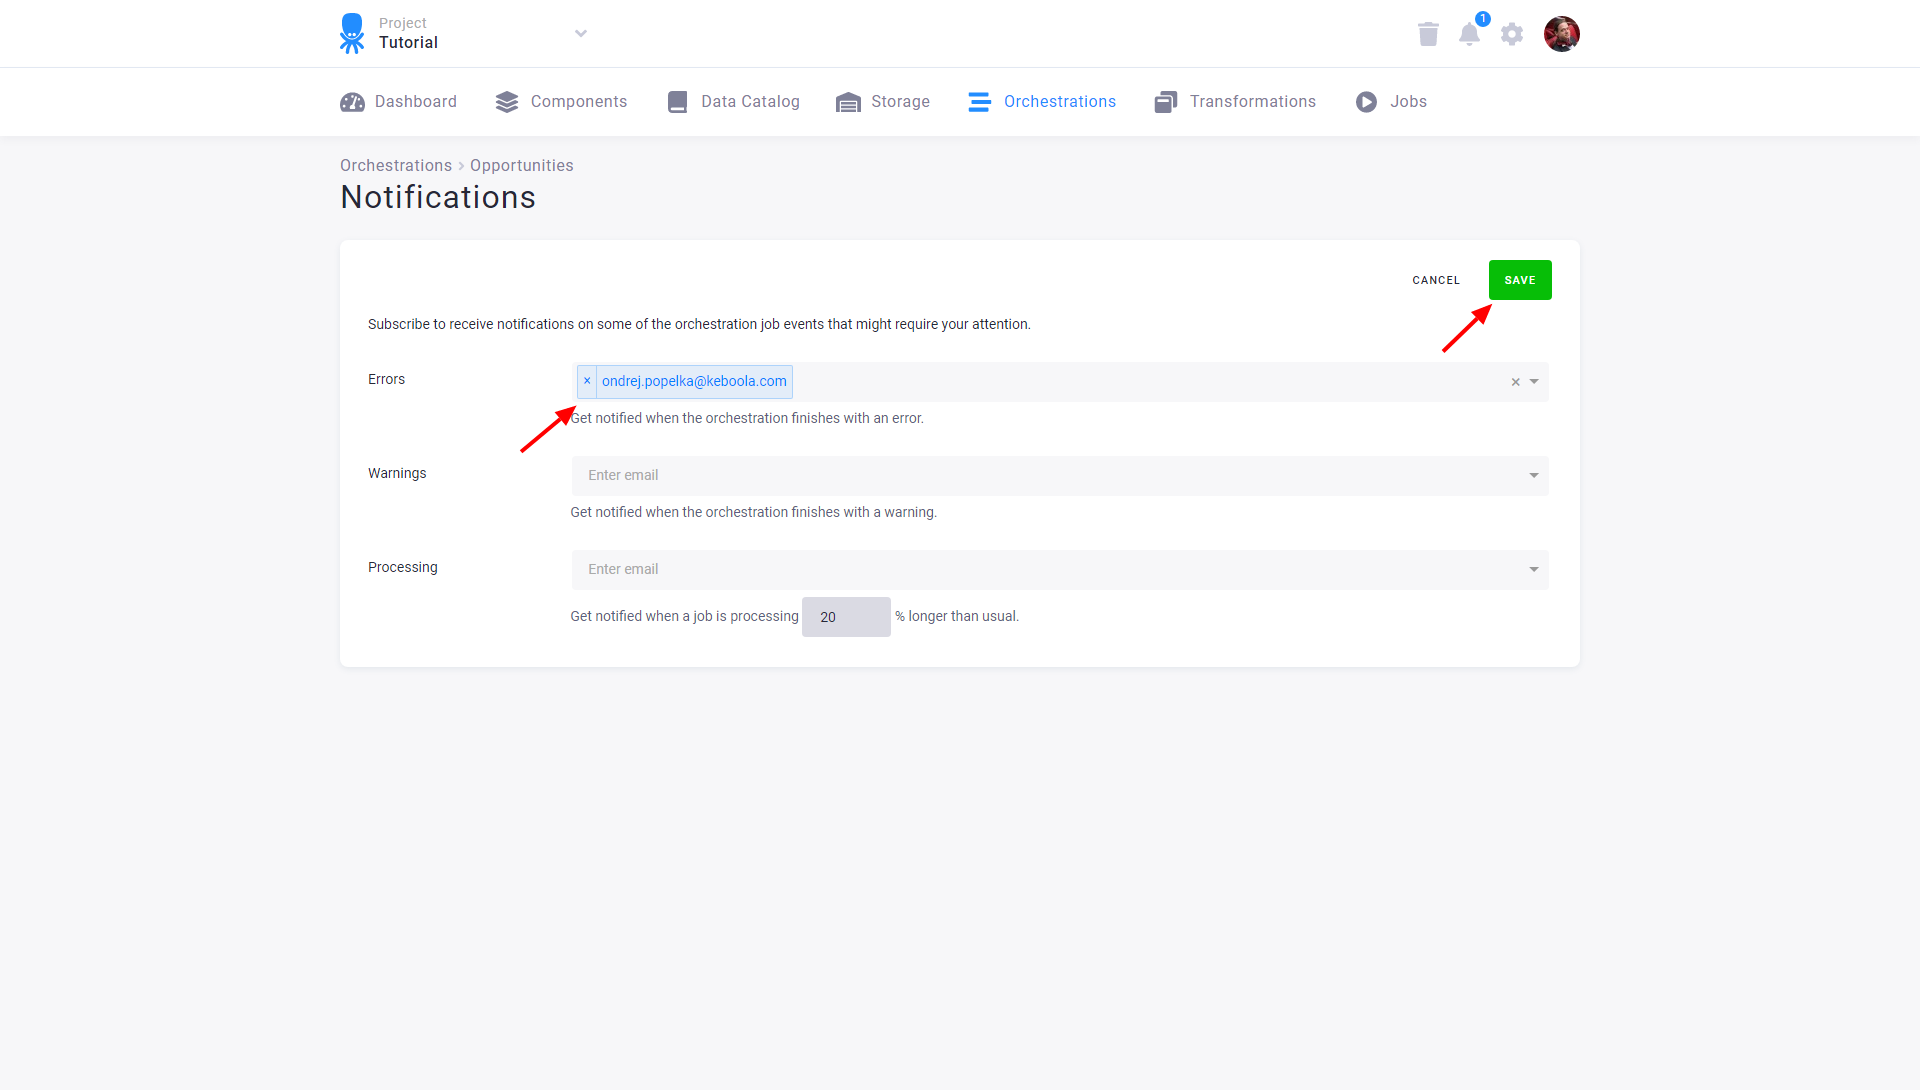 Project
Tutorial
1
Dashboard Components Data Catalog Storage Orchestrations Transformations Jobs
Orchestrations > Opportunities
Notifications
CANCEL SAVE
Subscribe to receive notifications on some of the orchestration job events that might require your attention.
Errors × ondrej.popelka@keboola.com ×
Get notified when the orchestration finishes with an error.
Warnings Enter email
Get notified when the orchestration finishes with a warning.
Processing Enter email
Get notified when a job is processing 20 % longer than usual.